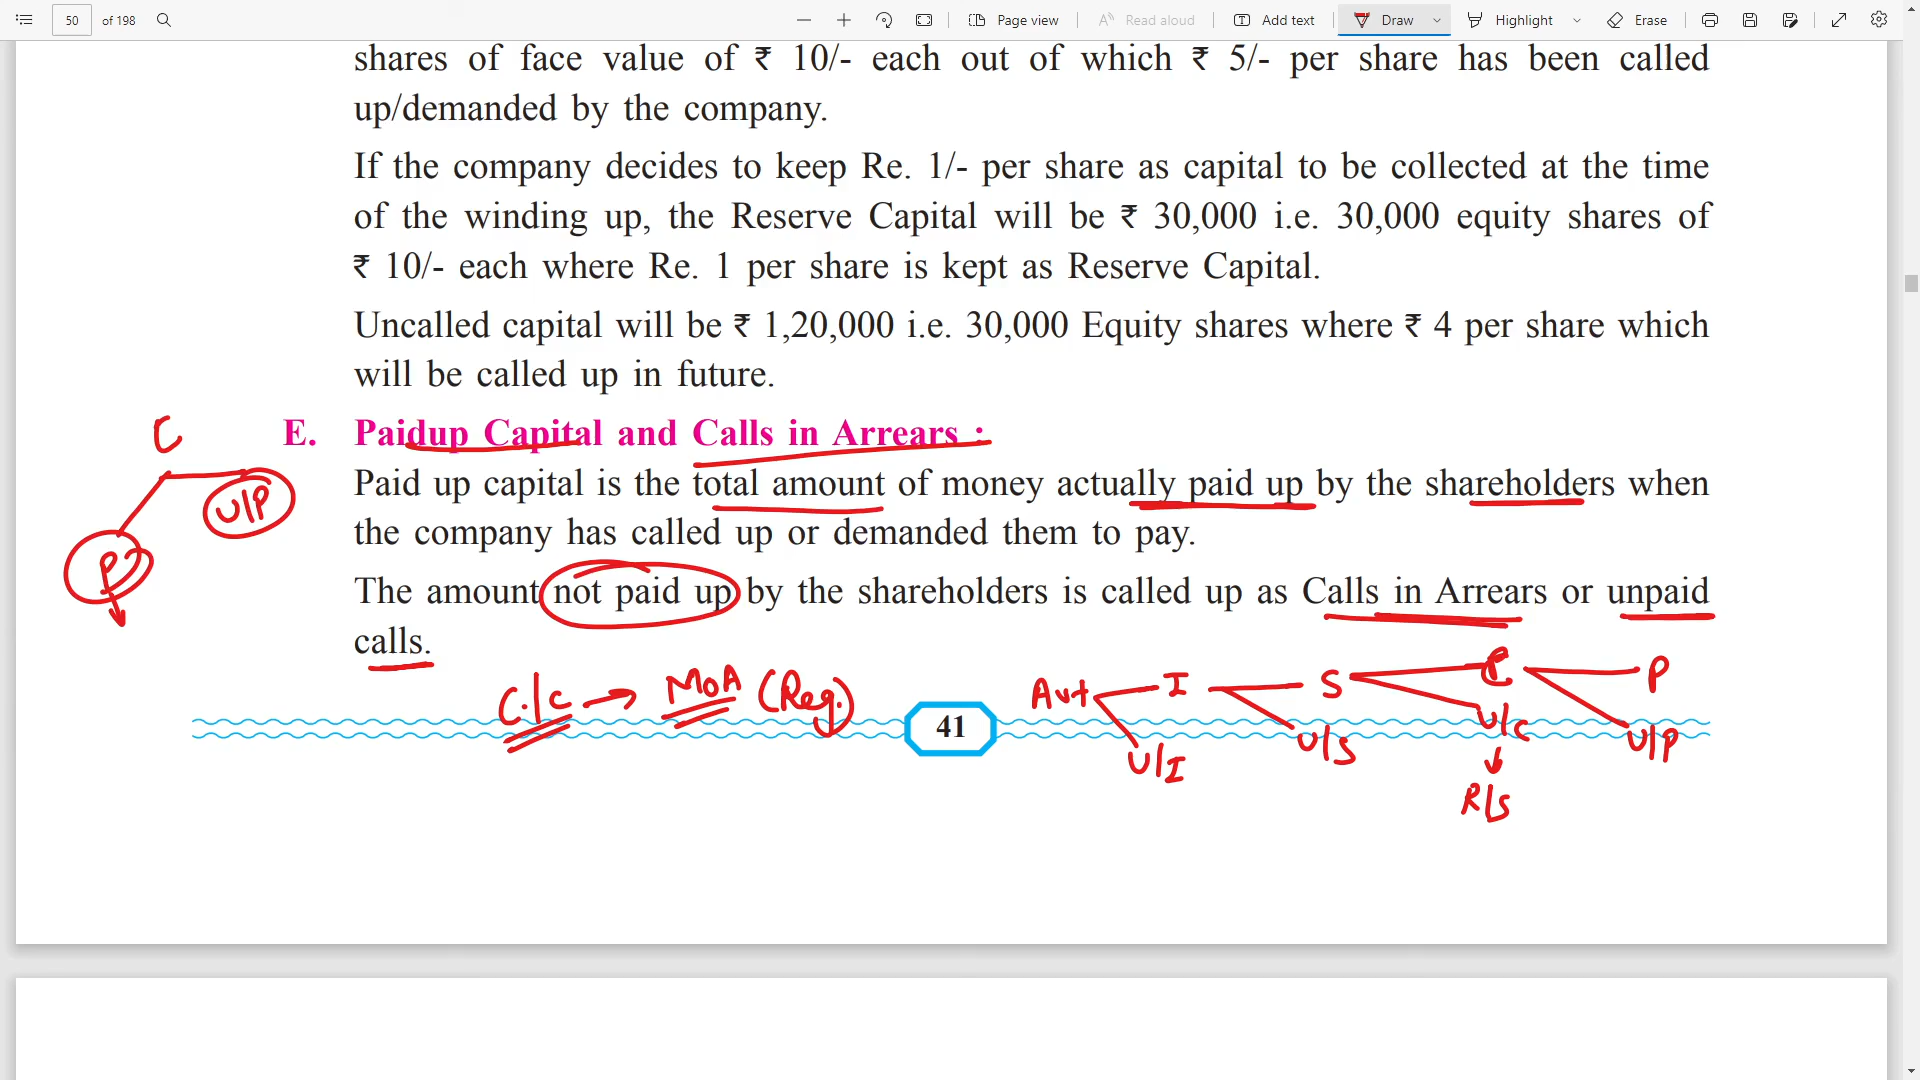 50 of 198 Page view Read aloud Add text Draw Highlight Erase
shares of face value of ₹ 10/- each out of which ₹ 5/- per share has been called
up/demanded by the company.
If the company decides to keep Re. 1/- per share as capital to be collected at the time
of the winding up, the Reserve Capital will be ₹ 30,000 i.e. 30,000 equity shares of
₹ 10/- each where Re. 1 per share is kept as Reserve Capital.
Uncalled capital will be ₹ 1,20,000 i.e. 30,000 Equity shares where ₹ 4 per share which
will be called up in future.
C
E. Paidup Capital and Calls in Arrears :
U/P
Paid up capital is the total amount of money actually paid up by the shareholders when
the company has called up or demanded them to pay.
P
The amount not paid up by the shareholders is called up as Calls in Arrears or unpaid
calls.
C/c → MOA (Reg.) Aut I S C P
41
U/I U/S U/C U/P
R/S